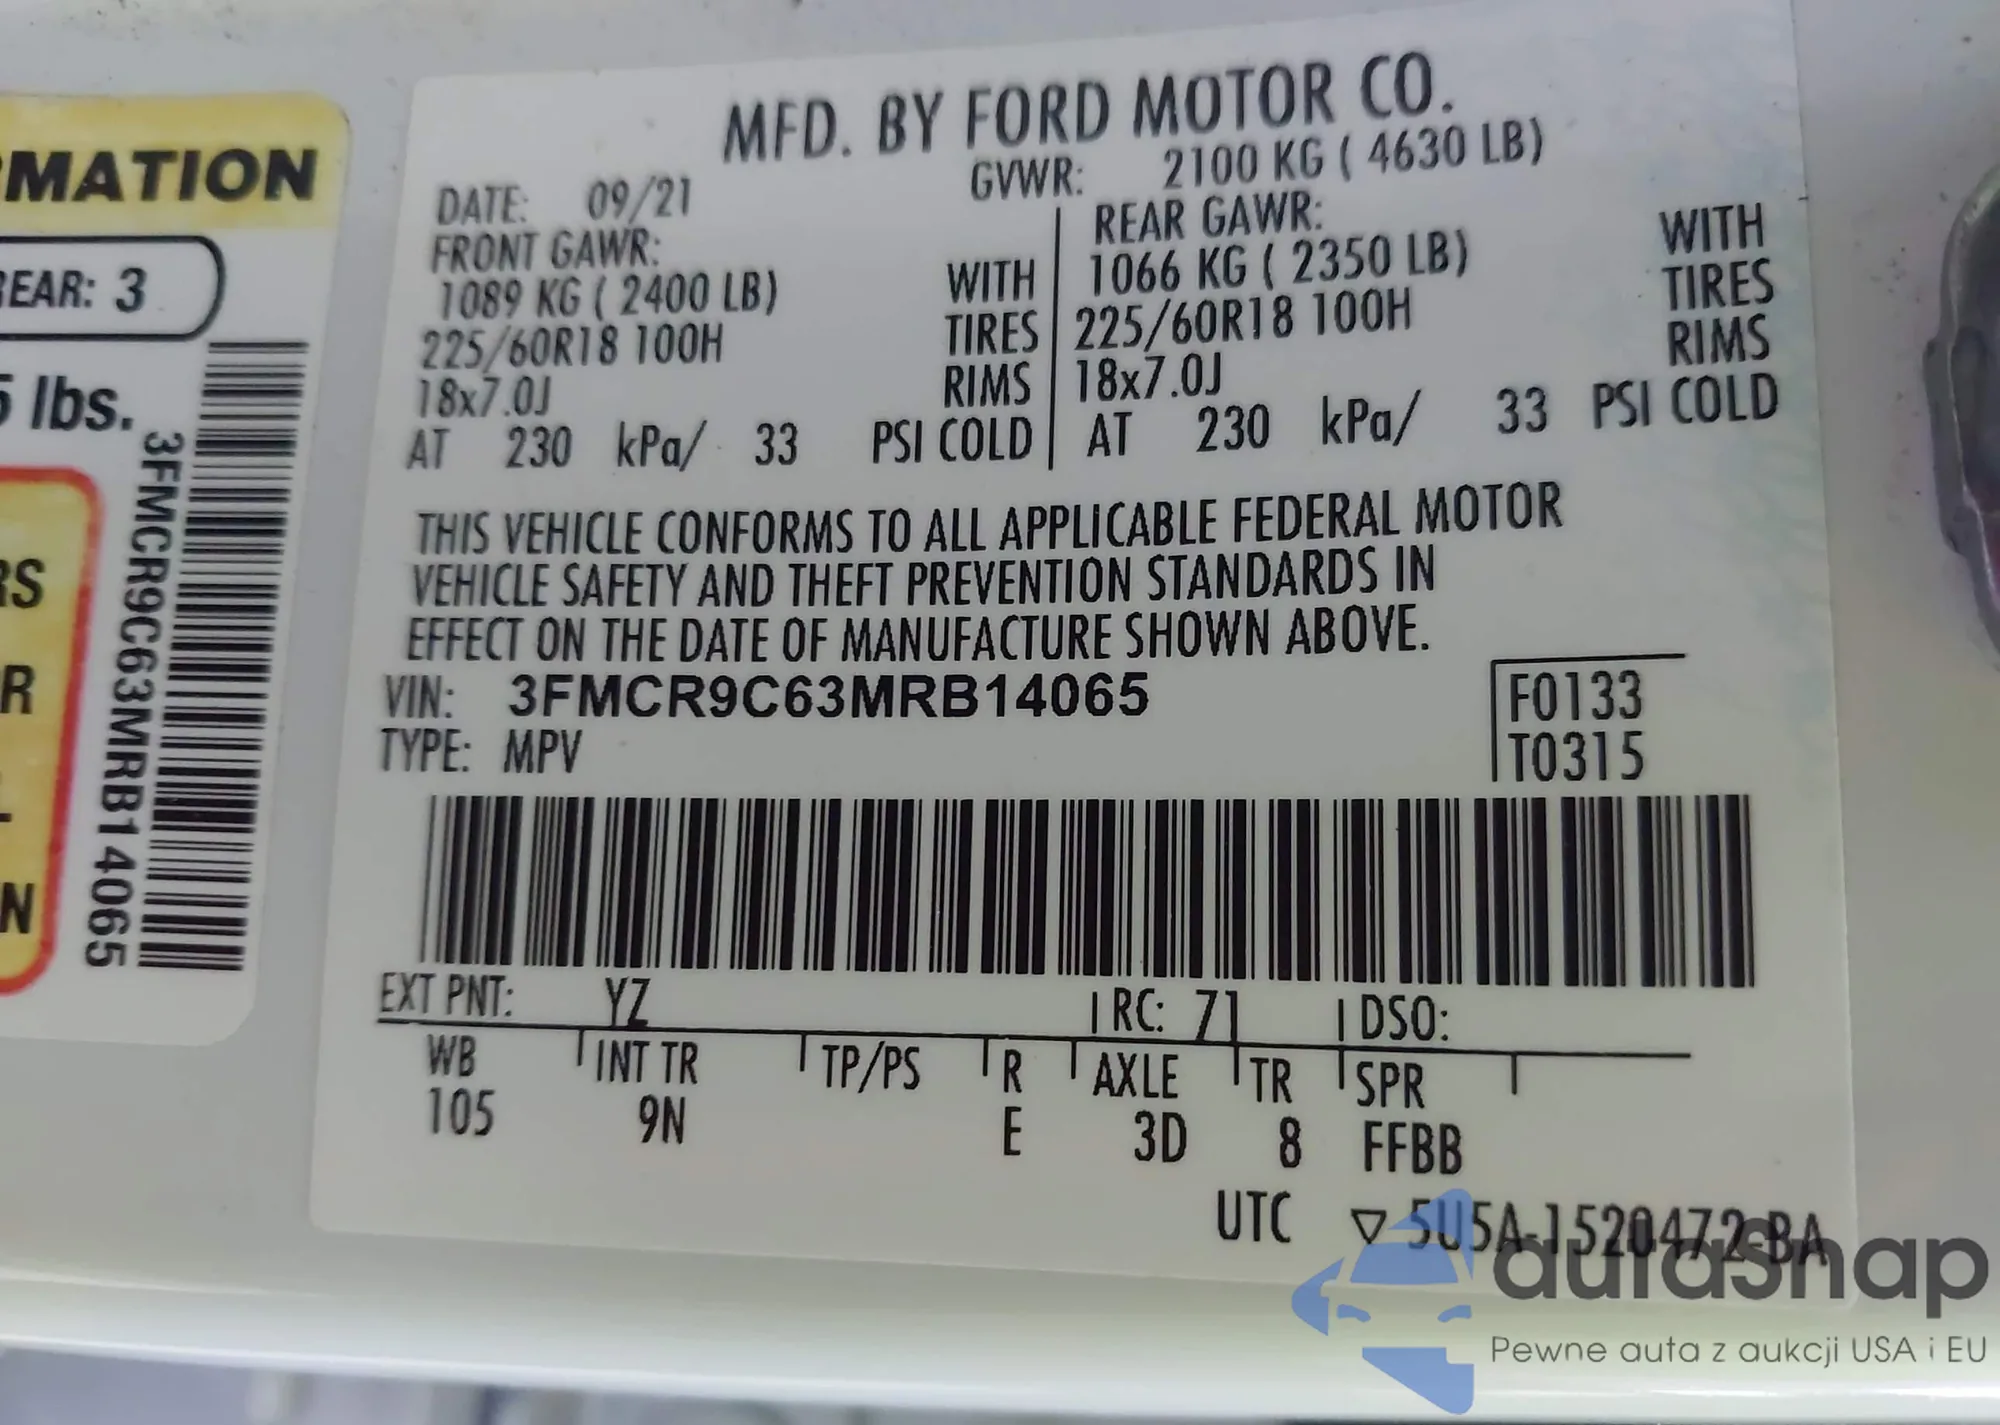 RMATION
REAR: 3
5 lbs.
RS
R
N
3FMCR9C63MRB14065
MFD. BY FORD MOTOR CO.
DATE: 09/21 GVWR: 2100 KG ( 4630 LB)
FRONT GAWR: REAR GAWR:
1089 KG ( 2400 LB) WITH 1066 KG ( 2350 LB) WITH
225/60R18 100H TIRES 225/60R18 100H TIRES
18x7.0J RIMS 18x7.0J RIMS
AT 230 kPa/ 33 PSI COLD AT 230 kPa/ 33 PSI COLD
THIS VEHICLE CONFORMS TO ALL APPLICABLE FEDERAL MOTOR
VEHICLE SAFETY AND THEFT PREVENTION STANDARDS IN
EFFECT ON THE DATE OF MANUFACTURE SHOWN ABOVE.
VIN: 3FMCR9C63MRB14065 F0133
TYPE: MPV T0315
EXT PNT: YZ RC: 71 DSO:
WB INT TR TP/PS R AXLE TR SPR
105 9N E 3D 8 FFBB
UTC ▽ 5U5A-1520472-BA
autaSnap
Pewne auta z aukcji USA i EU